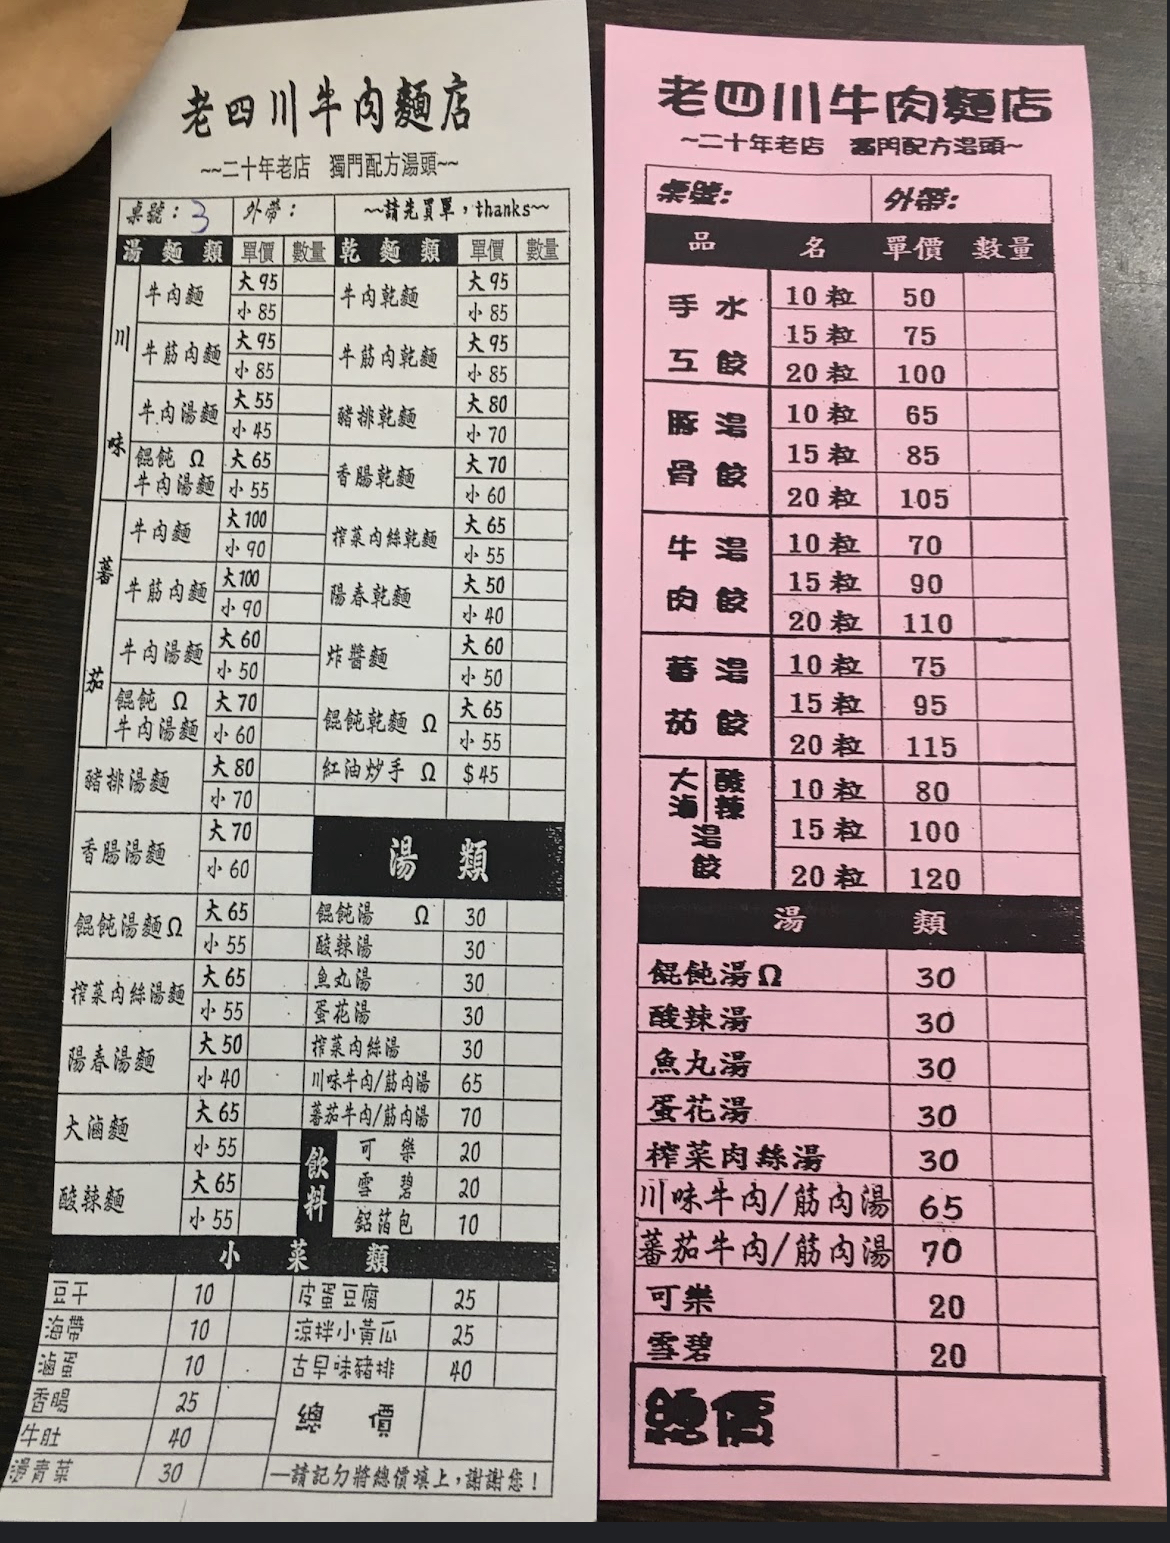 老四川牛肉麵店
~~二十年老店 獨門配方湯頭~~
桌號：3 外帶： ~~請先買單，thanks~~
湯麵類 單價 數量 乾麵類 單價 數量
川味
牛肉麵 大95 小85
牛筋肉麵 大95 小85
牛肉湯麵 大55 小45
餛飩 Ω 牛肉湯麵 大65 小55
蕃茄
牛肉麵 大100 小90
牛筋肉麵 大100 小90
牛肉湯麵 大60 小50
餛飩 Ω 牛肉湯麵 大70 小60
豬排湯麵 大80 小70
香腸湯麵 大70 小60
餛飩湯麵Ω 大65 小55
榨菜肉絲湯麵 大65 小55
陽春湯麵 大50 小40
大滷麵 大65 小55
酸辣麵 大65 小55
牛肉乾麵 大95 小85
牛筋肉乾麵 大95 小85
豬排乾麵 大80 小70
香腸乾麵 大70 小60
榨菜肉絲乾麵 大65 小55
陽春乾麵 大50 小40
炸醬麵 大60 小50
餛飩乾麵 Ω 大65 小55
紅油炒手 Ω $45
湯類
餛飩湯 Ω 30
酸辣湯 30
魚丸湯 30
蛋花湯 30
榨菜肉絲湯 30
川味牛肉/筋肉湯 65
蕃茄牛肉/筋肉湯 70
飲料
可樂 20
雪碧 20
鋁箔包 10
小菜類
豆干 10 皮蛋豆腐 25
海帶 10 涼拌小黃瓜 25
滷蛋 10 古早味豬排 40
香腸 25
牛肚 40
燙青菜 30
總價
—請記勿將總價填上，謝謝您！
老四川牛肉麵店
~二十年老店 獨門配方湯頭~
桌號： 外帶：
品名 單價 數量
手工水餃 10粒 50
15粒 75
20粒 100
豚骨湯餃 10粒 65
15粒 85
20粒 105
牛肉湯餃 10粒 70
15粒 90
20粒 110
蕃茄湯餃 10粒 75
15粒 95
20粒 115
大滷|酸辣湯餃 10粒 80
15粒 100
20粒 120
湯類
餛飩湯Ω 30
酸辣湯 30
魚丸湯 30
蛋花湯 30
榨菜肉絲湯 30
川味牛肉/筋肉湯 65
蕃茄牛肉/筋肉湯 70
可樂 20
雪碧 20
總價